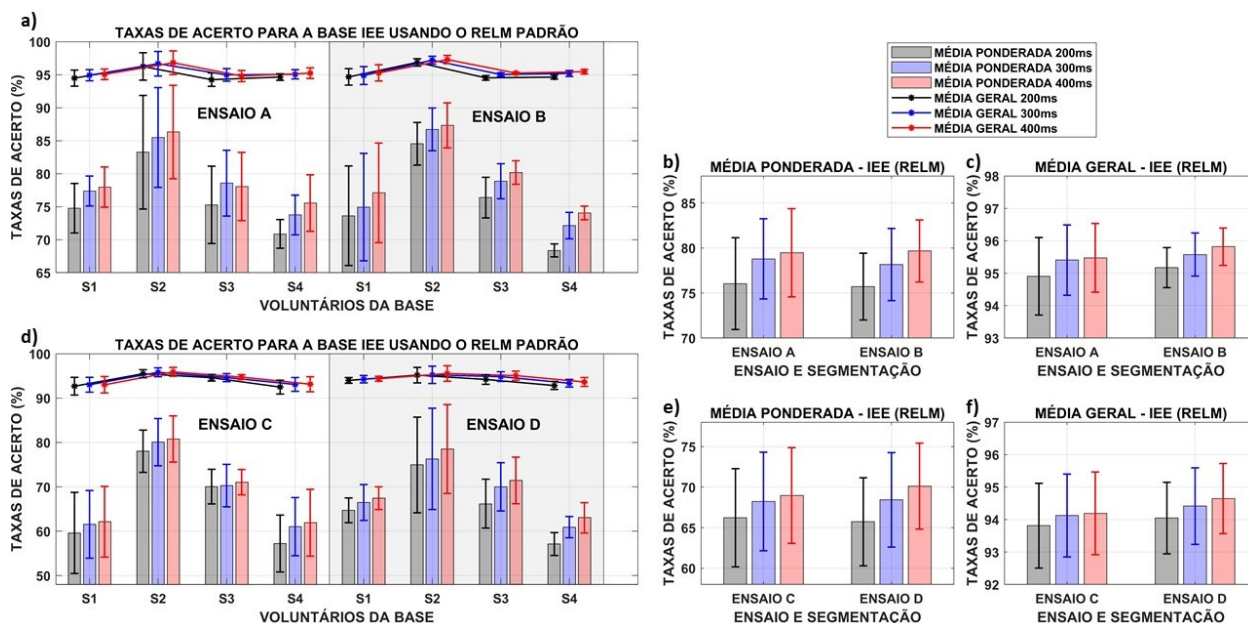 a)
TAXAS DE ACERTO PARA A BASE IEE USANDO O RELM PADRÃO
TAXAS DE ACERTO (%)
100
95
90
85
80
75
70
65
ENSAIO A
ENSAIO B
S1 S2 S3 S4 S1 S2 S3 S4
VOLUNTÁRIOS DA BASE
MÉDIA PONDERADA 200ms
MÉDIA PONDERADA 300ms
MÉDIA PONDERADA 400ms
MÉDIA GERAL 200ms
MÉDIA GERAL 300ms
MÉDIA GERAL 400ms
b)
MÉDIA PONDERADA - IEE (RELM)
TAXAS DE ACERTO (%)
85
80
75
70
ENSAIO A ENSAIO B
ENSAIO E SEGMENTAÇÃO
c)
MÉDIA GERAL - IEE (RELM)
TAXAS DE ACERTO (%)
98
97
96
95
94
93
ENSAIO A ENSAIO B
ENSAIO E SEGMENTAÇÃO
d)
TAXAS DE ACERTO PARA A BASE IEE USANDO O RELM PADRÃO
TAXAS DE ACERTO (%)
100
90
80
70
60
50
ENSAIO C
ENSAIO D
S1 S2 S3 S4 S1 S2 S3 S4
VOLUNTÁRIOS DA BASE
e)
MÉDIA PONDERADA - IEE (RELM)
TAXAS DE ACERTO (%)
75
70
65
60
ENSAIO C ENSAIO D
ENSAIO E SEGMENTAÇÃO
f)
MÉDIA GERAL - IEE (RELM)
TAXAS DE ACERTO (%)
97
96
95
94
93
92
ENSAIO C ENSAIO D
ENSAIO E SEGMENTAÇÃO